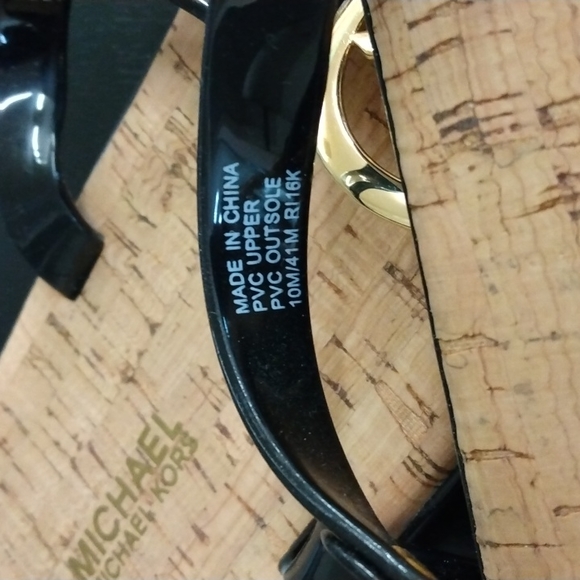 MADE IN CHINA
PVC UPPER
PVC OUTSOLE
10M/41M RI16K
MICHAEL
MICHAEL KORS